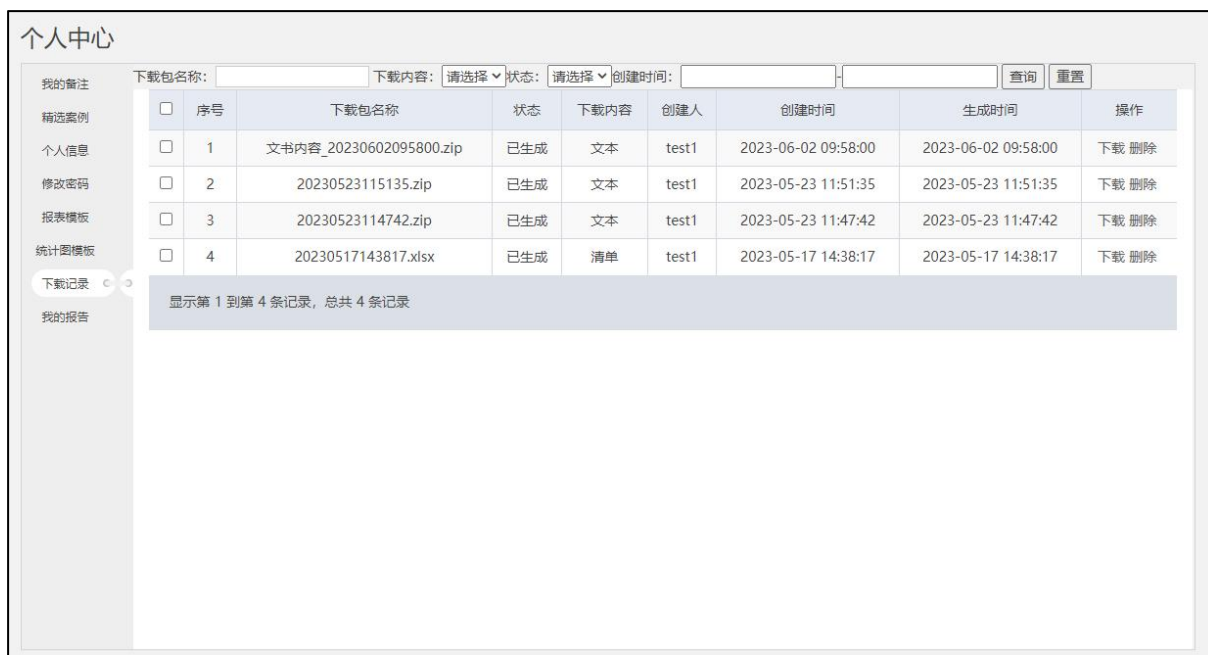 个人中心
我的备注
精选案例
个人信息
修改密码
报表模板
统计图模板
下载记录
我的报告
下载包名称： 下载内容： 请选择 状态： 请选择 创建时间： - 查询 重置
序号 下载包名称 状态 下载内容 创建人 创建时间 生成时间 操作
1 文书内容_20230602095800.zip 已生成 文本 test1 2023-06-02 09:58:00 2023-06-02 09:58:00 下载 删除
2 20230523115135.zip 已生成 文本 test1 2023-05-23 11:51:35 2023-05-23 11:51:35 下载 删除
3 20230523114742.zip 已生成 文本 test1 2023-05-23 11:47:42 2023-05-23 11:47:42 下载 删除
4 20230517143817.xlsx 已生成 清单 test1 2023-05-17 14:38:17 2023-05-17 14:38:17 下载 删除
显示第 1 到第 4 条记录，总共 4 条记录